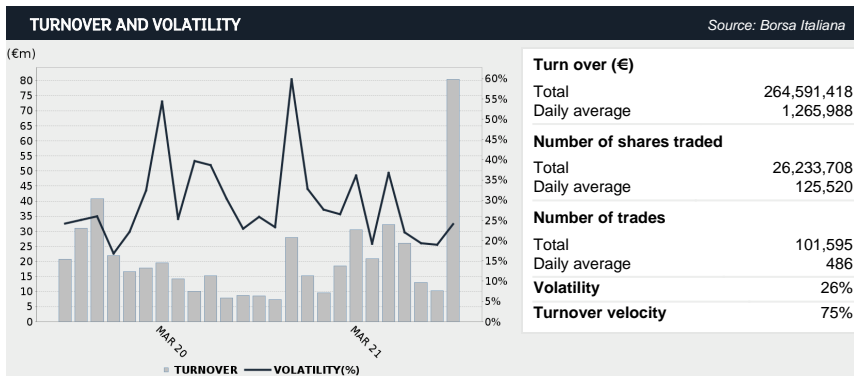 TURNOVER AND VOLATILITY
Source: Borsa Italiana
(€m)
80
75
70
65
60
55
50
45
40
35
30
25
20
15
10
5
0
60%
55%
50%
45%
40%
35%
30%
25%
20%
15%
10%
5%
0%
MAR 20
MAR 21
TURNOVER VOLATILITY(%)
Turn over (€)
Total 264,591,418
Daily average 1,265,988
Number of shares traded
Total 26,233,708
Daily average 125,520
Number of trades
Total 101,595
Daily average 486
Volatility 26%
Turnover velocity 75%